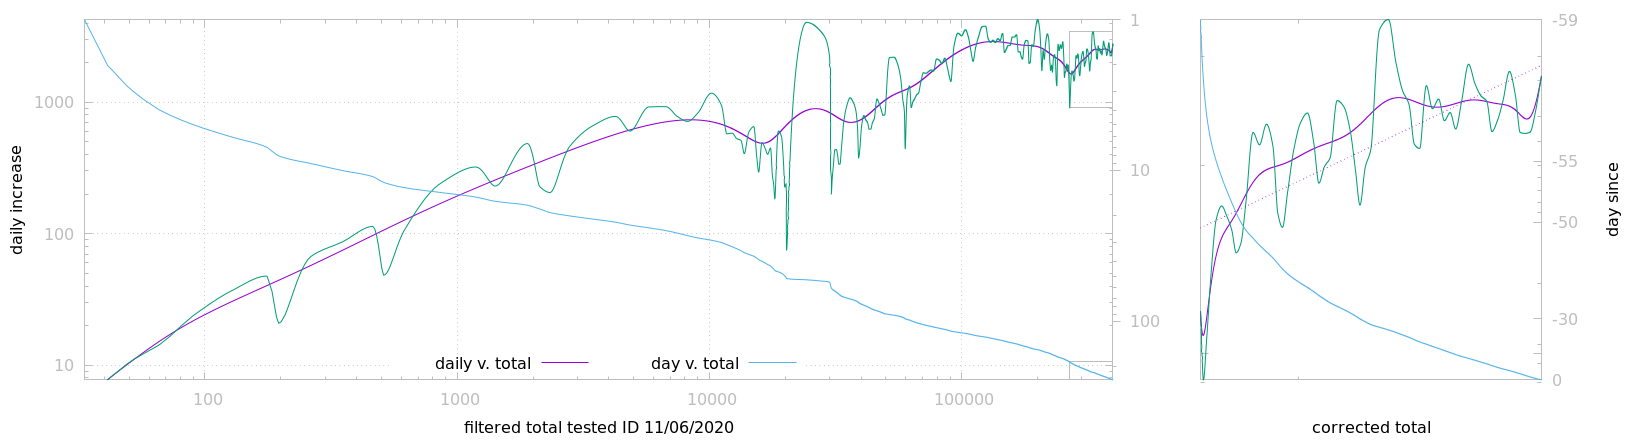 1000
100
10
daily increase
daily v. total
day v. total
100
1000
10000
100000
filtered total tested ID 11/06/2020
1
10
100
-59
-55
-50
-30
0
day since
corrected total